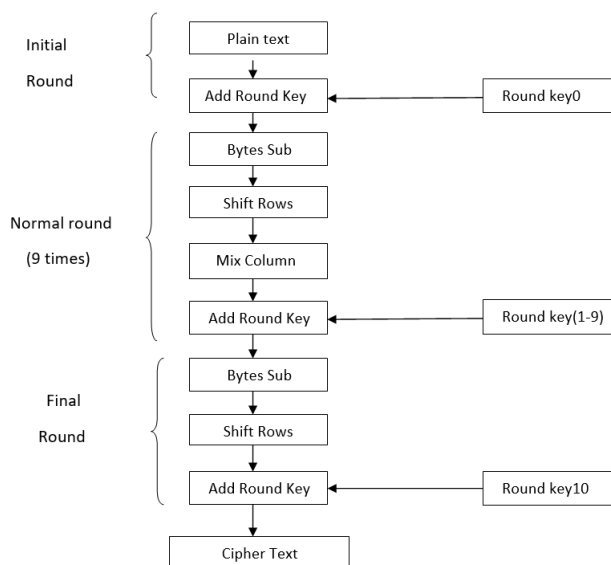 Initial
Round
Plain text
Add Round Key
Round key0
Normal round
(9 times)
Bytes Sub
Shift Rows
Mix Column
Add Round Key
Round key(1-9)
Final
Round
Bytes Sub
Shift Rows
Add Round Key
Round key10
Cipher Text